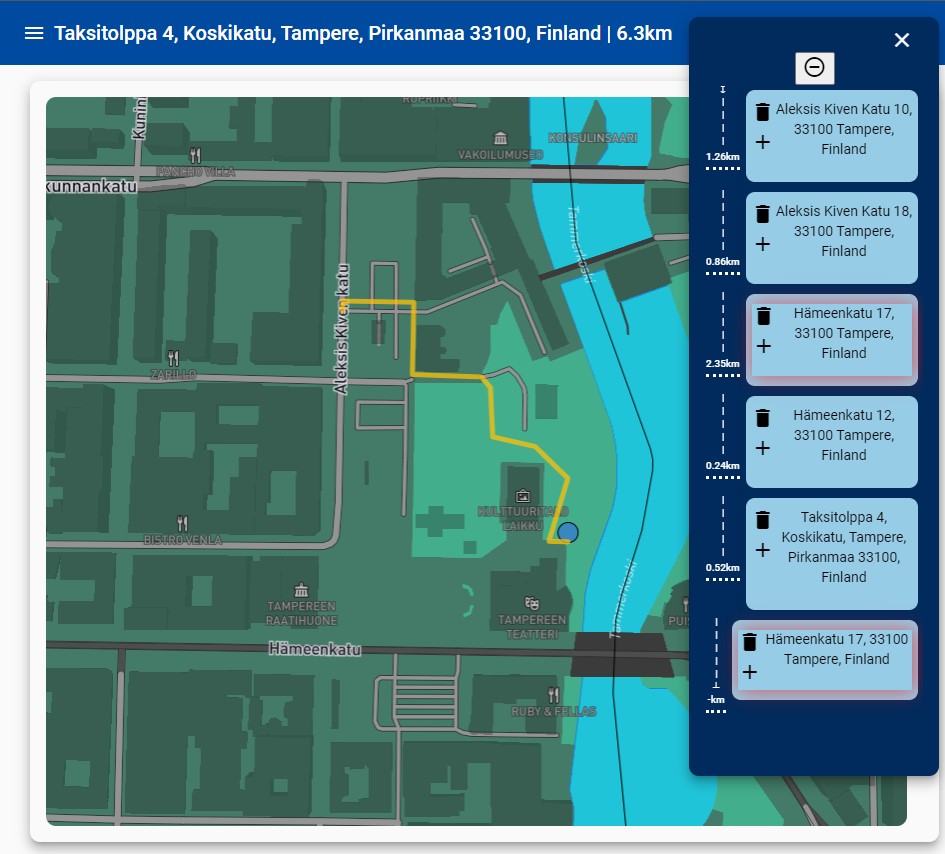 Taksitolppa 4, Koskikatu, Tampere, Pirkanmaa 33100, Finland | 6.3km
Aleksis Kiven Katu 10,
33100 Tampere,
Finland
1.26km
Aleksis Kiven Katu 18,
33100 Tampere,
Finland
0.86km
Hämeenkatu 17,
33100 Tampere,
Finland
2.35km
Hämeenkatu 12,
33100 Tampere,
Finland
0.24km
Taksitolppa 4,
Koskikatu, Tampere,
Pirkanmaa 33100,
Finland
0.52km
Hämeenkatu 17, 33100
Tampere, Finland
-km
RUPRIIKKI
Kunin
VAKOILUMUSEO
KONSULINSAARI
PANCHO VILLA
kunnankatu
Tammerkoski
Aleksis Kiven katu
ZARILLO
KULTTUURITALO
LAIKKU
BISTRO VENLA
TAMPEREEN
RAATIHUONE
TAMPEREEN
TEATTERI
Tammerkoski
PUIS
Hämeenkatu
RUBY & FELLAS